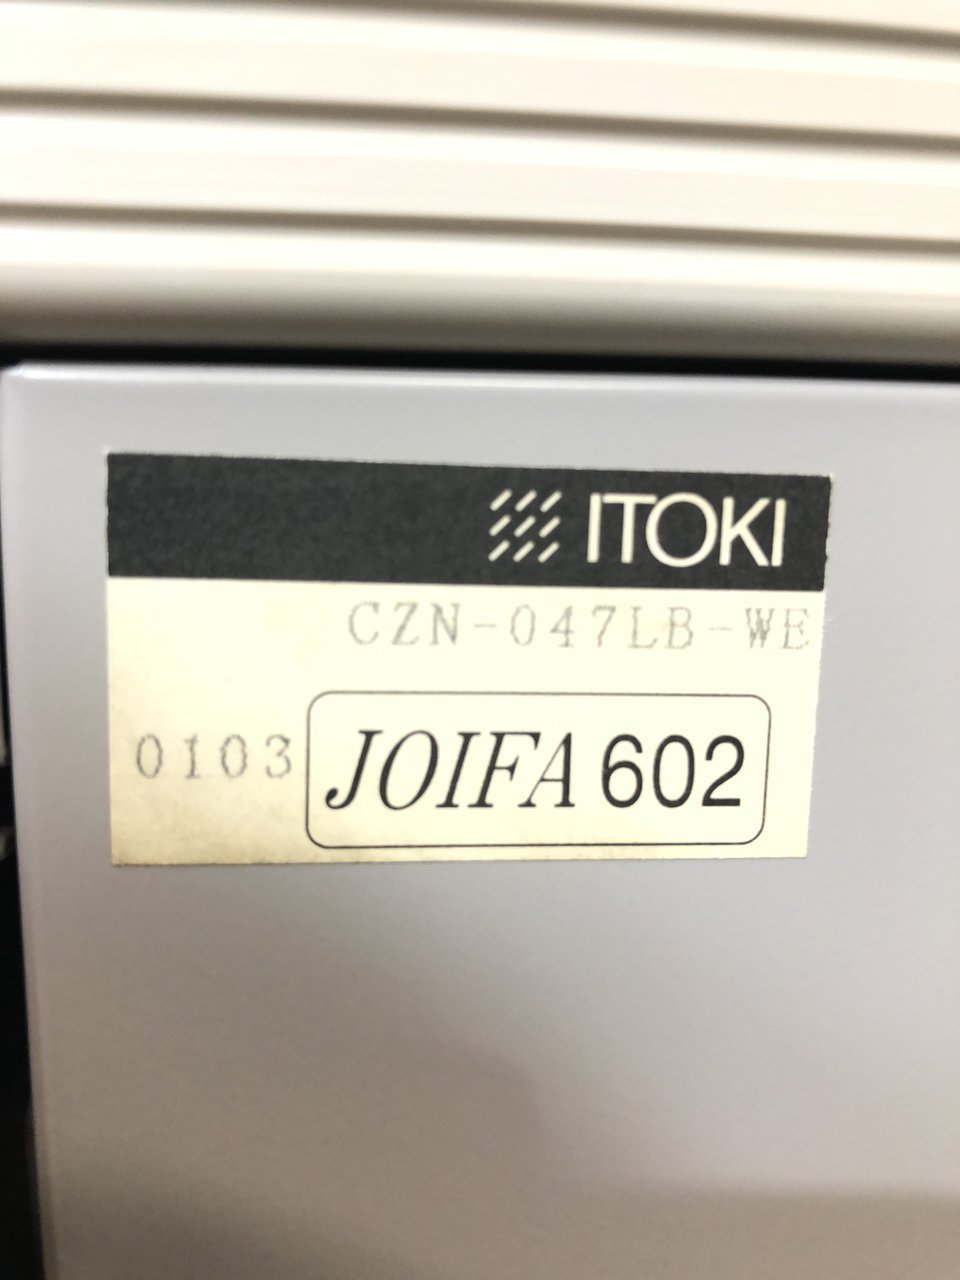 ITOKI
CZN-047LB-WE
0103
JOIFA 602